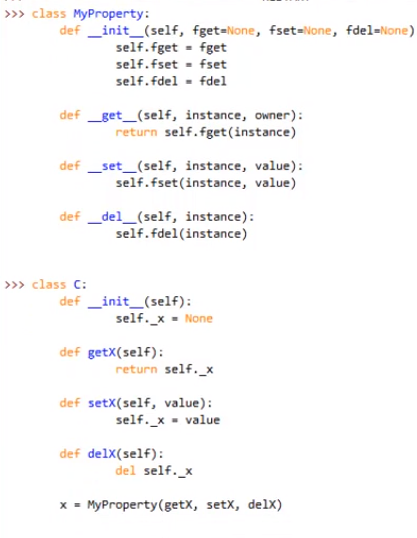 >>> class MyProperty:
        def __init__(self, fget=None, fset=None, fdel=None)
                self.fget = fget
                self.fset = fset
                self.fdel = fdel

        def __get__(self, instance, owner):
                return self.fget(instance)

        def __set__(self, instance, value):
                self.fset(instance, value)

        def __del__(self, instance):
                self.fdel(instance)

>>> class C:
        def __init__(self):
                self._x = None

        def getX(self):
                return self._x

        def setX(self, value):
                self._x = value

        def delX(self):
                del self._x

        x = MyProperty(getX, setX, delX)